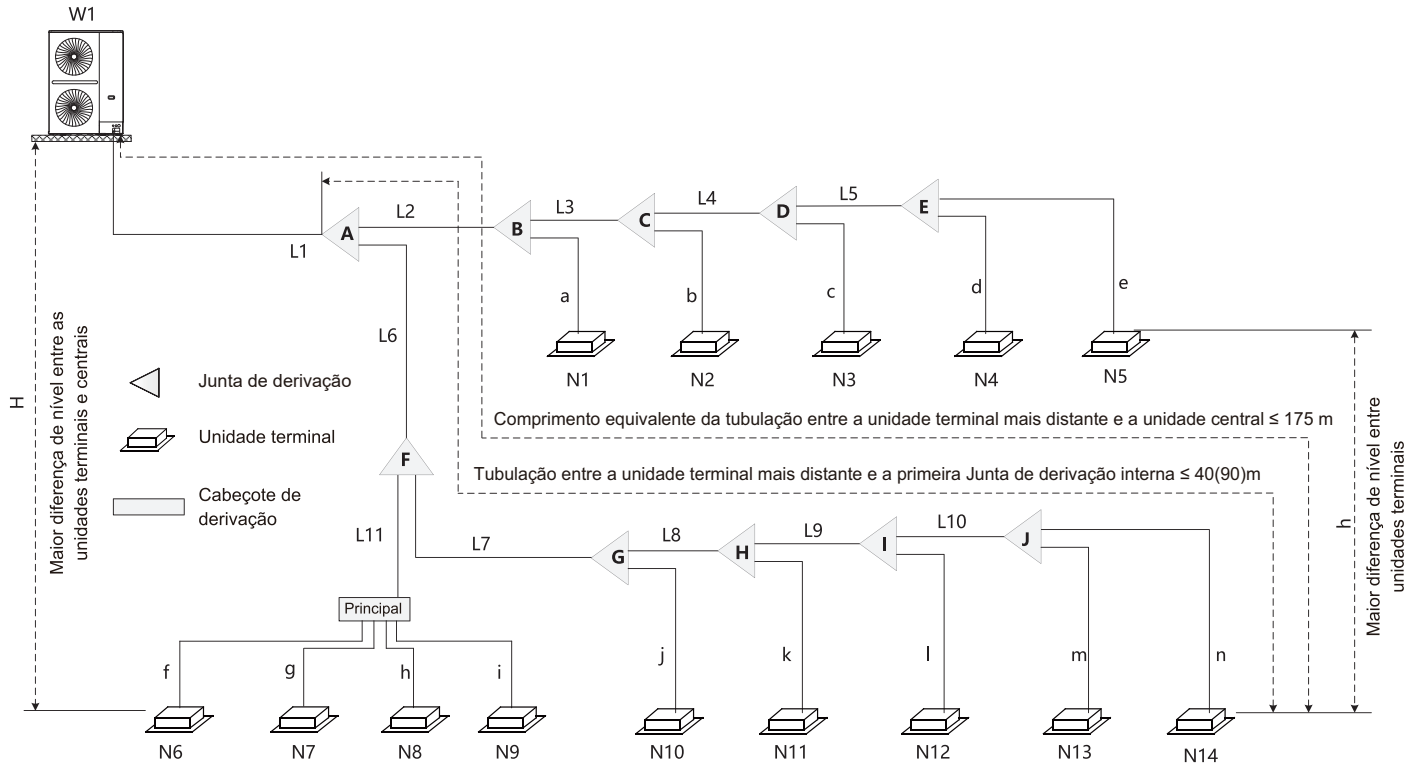 W1
H
Maior diferença de nível entre as
unidades terminais e centrais
L1
A
L2
B
L3
C
L4
D
L5
E
a
b
c
d
e
N1
N2
N3
N4
N5
L6
Junta de derivação
Unidade terminal
Cabeçote de
derivação
Comprimento equivalente da tubulação entre a unidade terminal mais distante e a unidade central ≤ 175 m
Tubulação entre a unidade terminal mais distante e a primeira Junta de derivação interna ≤ 40(90)m
h
Maior diferença de nível entre
unidades terminais
F
L11
L7
G
L8
H
L9
I
L10
J
Principal
f
g
h
i
j
k
l
m
n
N6
N7
N8
N9
N10
N11
N12
N13
N14